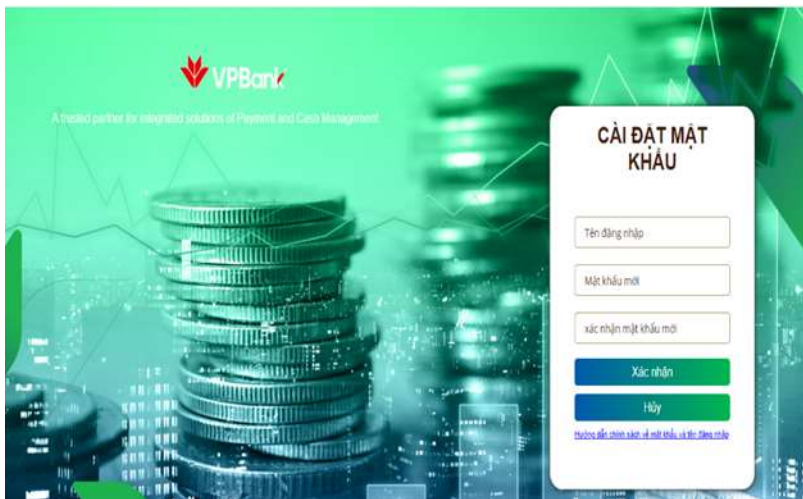 VPBank
A trusted partner for integrated solutions of Payment and Cash Management
CÀI ĐẶT MẬT
KHẨU
Tên đăng nhập
Mật khẩu mới
xác nhận mật khẩu mới
Xác nhận
Hủy
Hướng dẫn chính sách về mật khẩu và tên đăng nhập